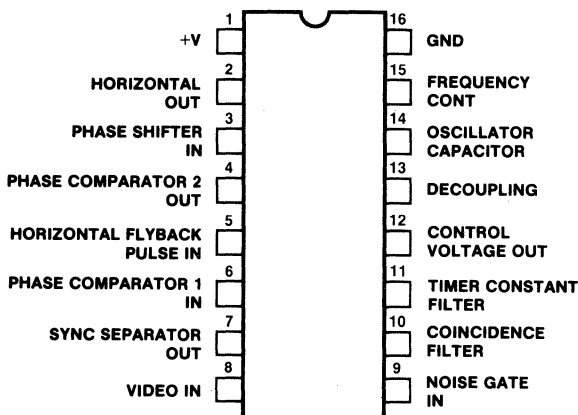 1
+V
2
HORIZONTAL
OUT
3
PHASE SHIFTER
IN
4
PHASE COMPARATOR 2
OUT
5
HORIZONTAL FLYBACK
PULSE IN
6
PHASE COMPARATOR 1
IN
7
SYNC SEPARATOR
OUT
8
VIDEO IN
16
GND
15
FREQUENCY
CONT
14
OSCILLATOR
CAPACITOR
13
DECOUPLING
12
CONTROL
VOLTAGE OUT
11
TIMER CONSTANT
FILTER
10
COINCIDENCE
FILTER
9
NOISE GATE
IN